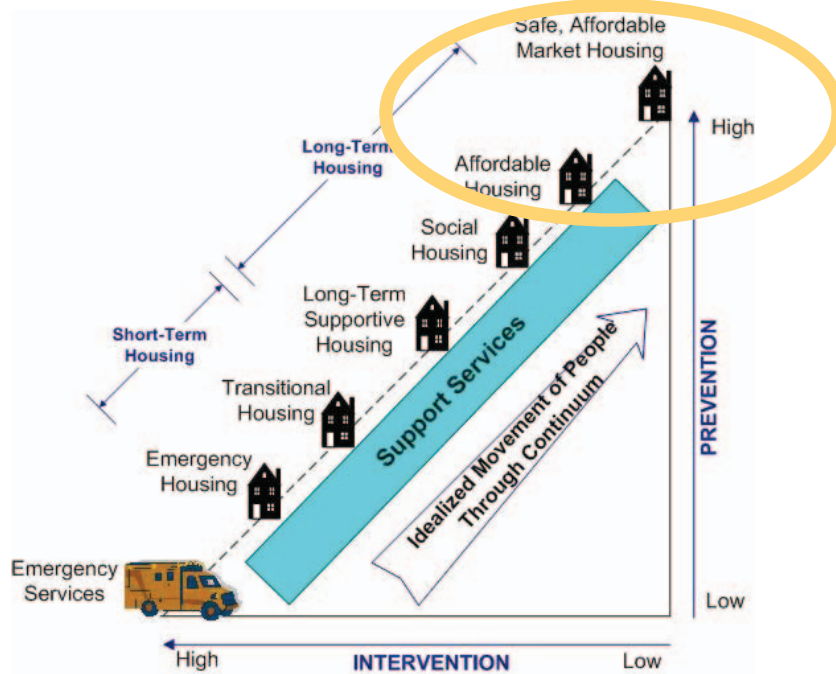 Safe, Affordable
Market Housing
High
Long-Term
Housing
Affordable
Housing
Social
Housing
Long-Term
Supportive
Housing
Short-Term
Housing
Transitional
Housing
Support Services
Idealized Movement of People
Through Continuum
PREVENTION
Emergency
Housing
Emergency
Services
Low
High
INTERVENTION
Low